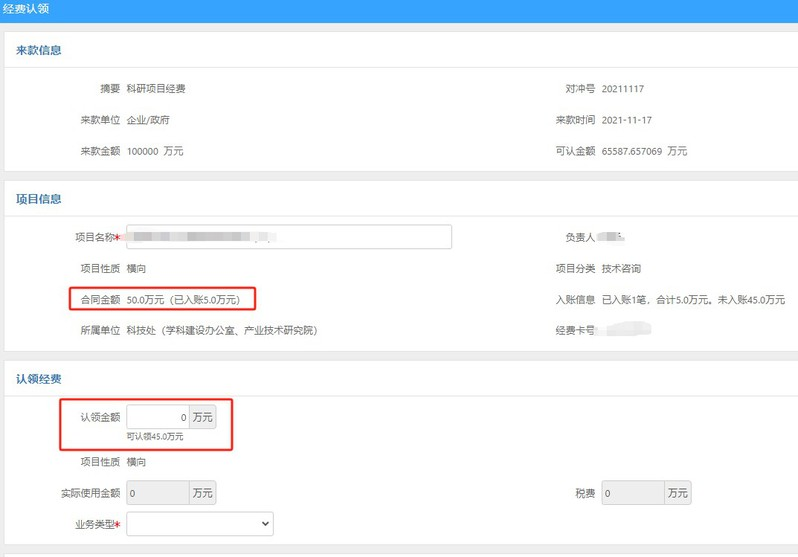 经费认领
来款信息
摘要 科研项目经费 对冲号 20211117
来款单位 企业/政府 来款时间 2021-11-17
来款金额 100000 万元 可认金额 65587.657069 万元
项目信息
项目名称* 负责人
项目性质 横向 项目分类 技术咨询
合同金额 50.0万元（已入账5.0万元） 入账信息 已入账1笔，合计5.0万元。未入账45.0万元
所属单位 科技处（学科建设办公室、产业技术研究院） 经费卡号
认领经费
认领金额 0 万元
可认领45.0万元
项目性质 横向
实际使用金额 0 万元 税费 0 万元
业务类型*